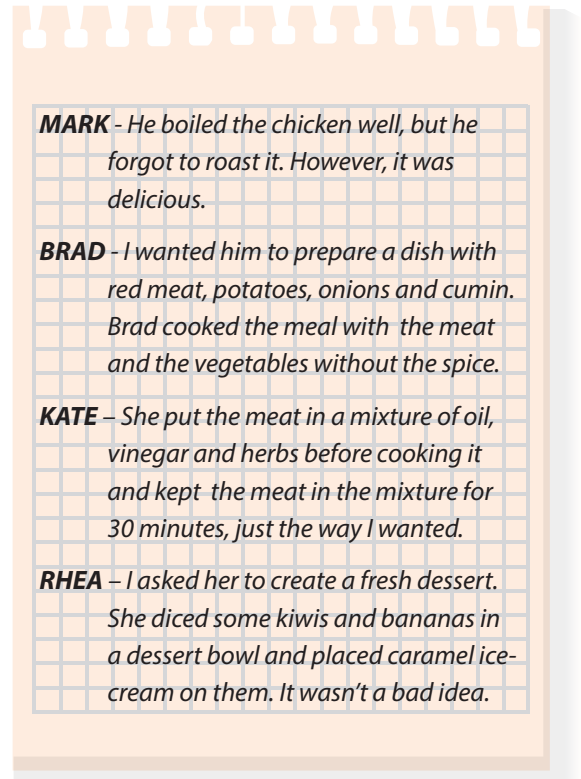 MARK - He boiled the chicken well, but he
forgot to roast it. However, it was
delicious.
BRAD - I wanted him to prepare a dish with
red meat, potatoes, onions and cumin.
Brad cooked the meal with the meat
and the vegetables without the spice.
KATE – She put the meat in a mixture of oil,
vinegar and herbs before cooking it
and kept the meat in the mixture for
30 minutes, just the way I wanted.
RHEA – I asked her to create a fresh dessert.
She diced some kiwis and bananas in
a dessert bowl and placed caramel ice-
cream on them. It wasn't a bad idea.